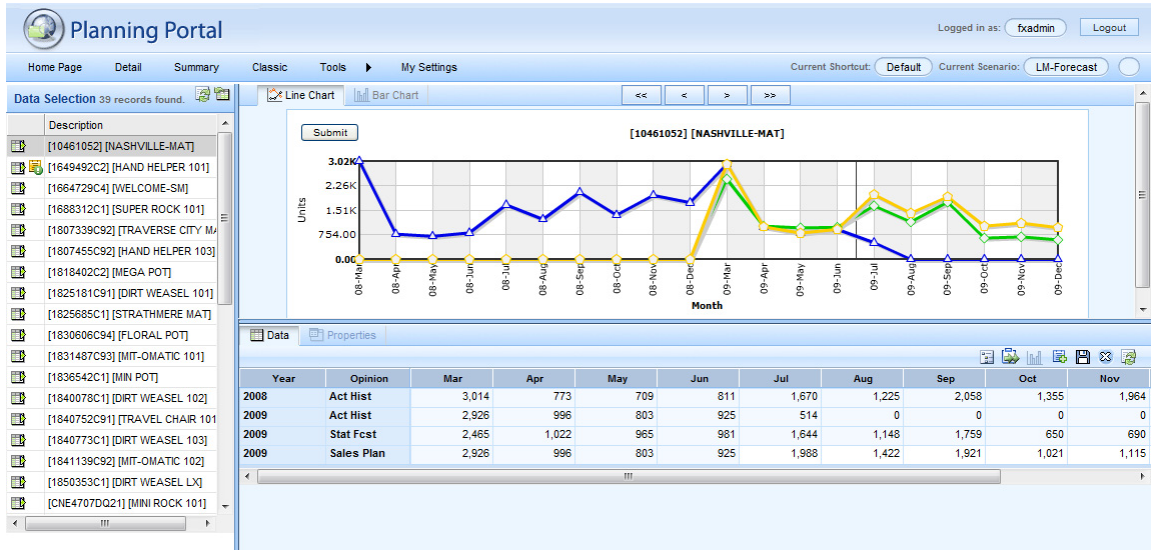 Planning Portal
Logged in as: fxadmin Logout
Home Page Detail Summary Classic Tools My Settings
Current Shortcut: Default Current Scenario: LM-Forecast
Data Selection 39 records found.
Description
[10461052] [NASHVILLE-MAT]
[1649492C2] [HAND HELPER 101]
[1664729C4] [WELCOME-SM]
[1688312C1] [SUPER ROCK 101]
[1807339C92] [TRAVERSE CITY MA
[1807455C92] [HAND HELPER 103]
[1818402C2] [MEGA POT]
[1825181C91] [DIRT WEASEL 101]
[1825685C1] [STRATHMERE MAT]
[1830606C94] [FLORAL POT]
[1831487C93] [MIT-OMATIC 101]
[1836542C1] [MIN POT]
[1840078C1] [DIRT WEASEL 102]
[1840752C91] [TRAVEL CHAIR 101
[1840773C1] [DIRT WEASEL 103]
[1841139C92] [MIT-OMATIC 102]
[1850353C1] [DIRT WEASEL LX]
[CNE4707DQ21] [MINI ROCK 101]
Line Chart Bar Chart << < > >>
Submit
[10461052] [NASHVILLE-MAT]
Units
3.02K
2.26K
1.51K
754.00
0.00
08-Mar 08-Apr 08-May 08-Jun 08-Jul 08-Aug 08-Sep 08-Oct 08-Nov 08-Dec 09-Mar 09-Apr 09-May 09-Jun 09-Jul 09-Aug 09-Sep 09-Oct 09-Nov 09-Dec
Month
Data Properties
Year Opinion Mar Apr May Jun Jul Aug Sep Oct Nov
2008 Act Hist 3,014 773 709 811 1,670 1,225 2,058 1,355 1,964
2009 Act Hist 2,926 996 803 925 514 0 0 0 0
2009 Stat Fcst 2,465 1,022 965 981 1,644 1,148 1,759 650 690
2009 Sales Plan 2,926 996 803 925 1,988 1,422 1,921 1,021 1,115